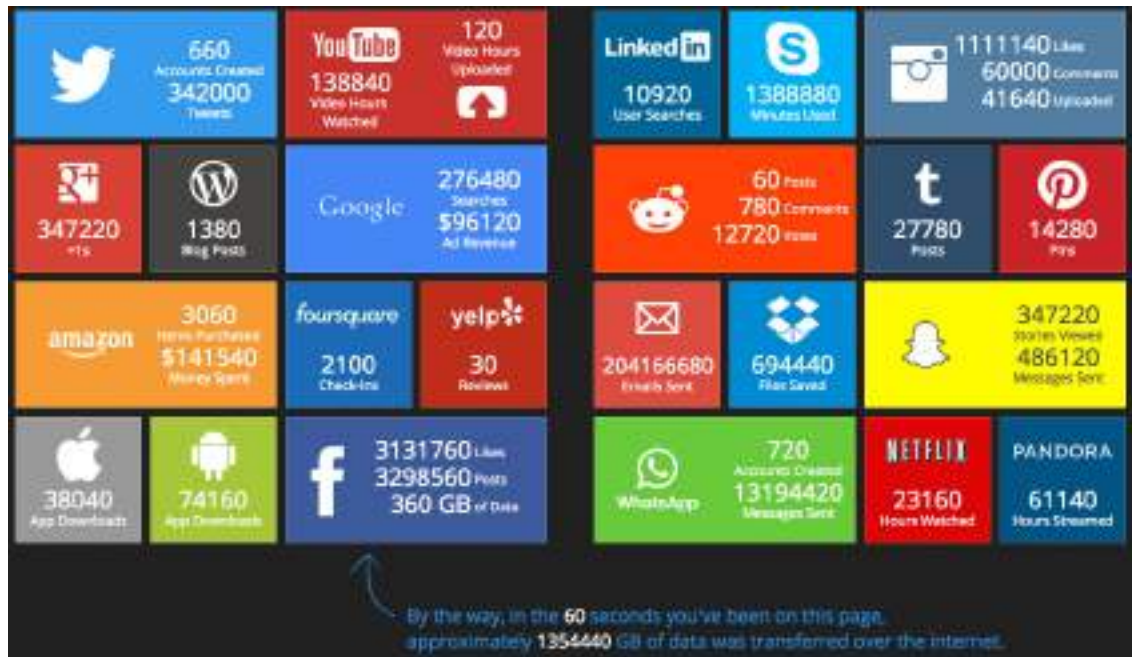 660
Accounts Created
342000
Tweets
YouTube
138840
Video Hours
Watched
120
Video Hours
Uploaded
LinkedIn
10920
User Searches
1388880
Minutes Used
1111140 Likes
60000 Comments
41640 Uploaded
g+
347220
+1s
1380
Blog Posts
Google
276480
Searches
$96120
Ad Revenue
60 Posts
780 Comments
12720 Votes
t
27780
Posts
14280
Pins
amazon
3060
Items Purchased
$141540
Money Spent
foursquare
2100
Check-ins
yelp
30
Reviews
204166680
Emails Sent
694440
Files Saved
347220
Stories Viewed
486120
Messages Sent
38040
App Downloads
74160
App Downloads
f
3131760 Likes
3298560 Posts
360 GB of Data
WhatsApp
720
Accounts Created
13194420
Messages Sent
NETFLIX
23160
Hours Watched
PANDORA
61140
Hours Streamed
By the way, in the 60 seconds you've been on this page,
approximately 1354440 GB of data was transferred over the internet.